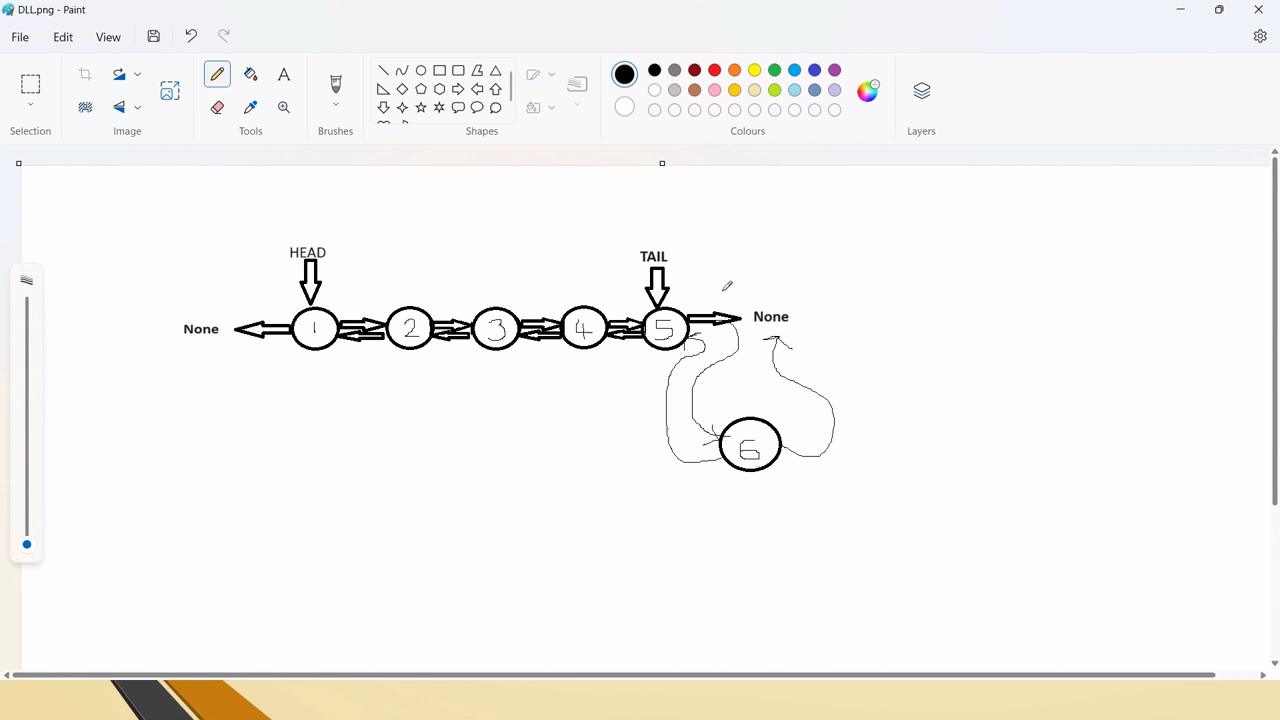 DLL.png - Paint
File Edit View
Selection Image Tools Brushes Shapes Colours Layers
HEAD TAIL
None 1 2 3 4 5 None
6